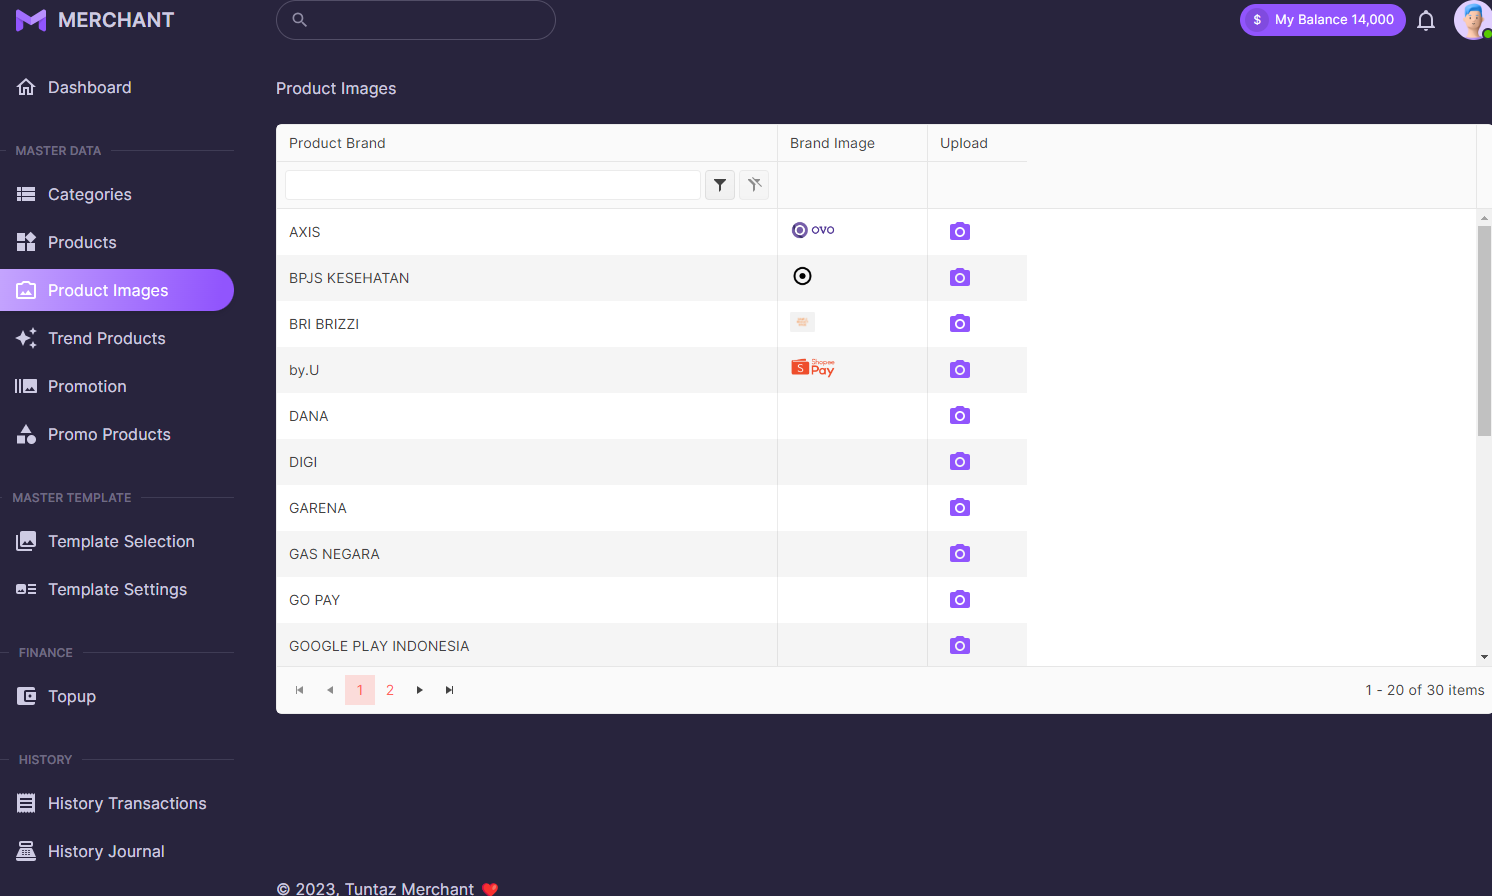 MERCHANT
$ My Balance 14,000
Dashboard
MASTER DATA
Categories
Products
Product Images
Trend Products
Promotion
Promo Products
MASTER TEMPLATE
Template Selection
Template Settings
FINANCE
Topup
HISTORY
History Transactions
History Journal
Product Images
Product Brand Brand Image Upload
AXIS OVO
BPJS KESEHATAN
BRI BRIZZI
by.U S Shopee Pay
DANA
DIGI
GARENA
GAS NEGARA
GO PAY
GOOGLE PLAY INDONESIA
1 2 1 - 20 of 30 items
© 2023, Tuntaz Merchant ❤️